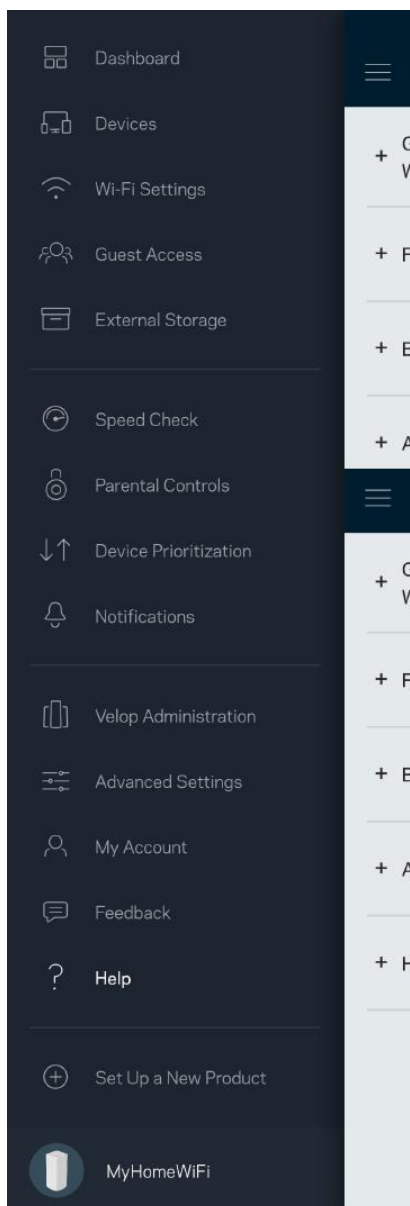 Dashboard
Devices
Wi-Fi Settings
Guest Access
External Storage
Speed Check
Parental Controls
Device Prioritization
Notifications
Velop Administration
Advanced Settings
My Account
Feedback
? Help
Set Up a New Product
MyHomeWiFi